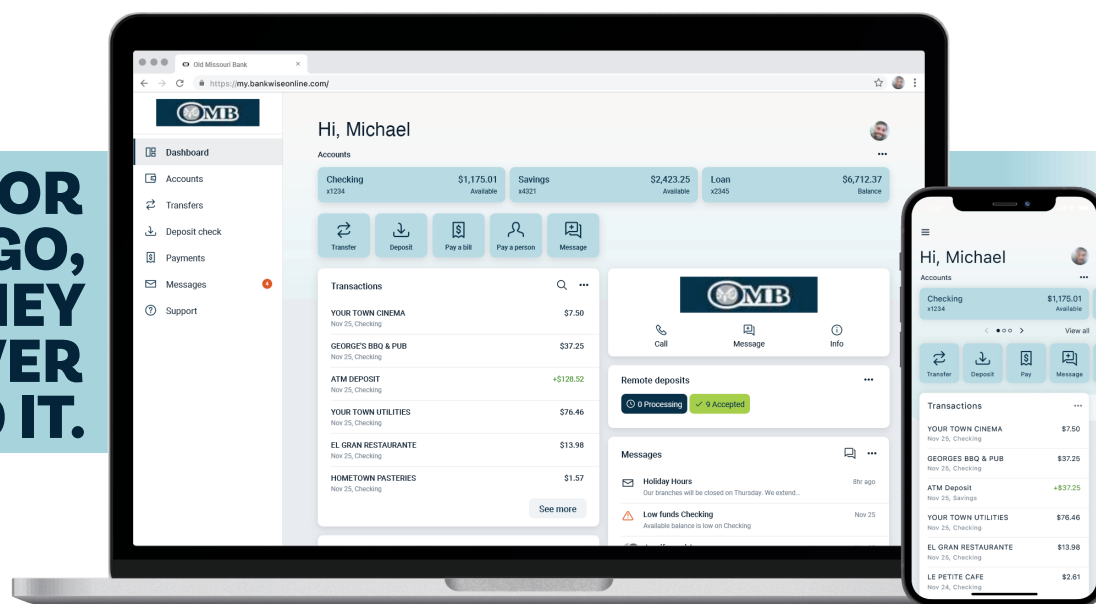 OR
GO,
HEY
VER
IT.
Old Missouri Bank
https://my.bankwiseonline.com/
OMB
Dashboard
Accounts
Transfers
Deposit check
Payments
Messages 4
Support
Hi, Michael
Accounts
Checking $1,175.01
x1234 Available
Savings $2,423.25
x4321 Available
Loan $6,712.37
x2345 Balance
Transfer
Deposit
Pay a bill
Pay a person
Message
Transactions
YOUR TOWN CINEMA $7.50
Nov 25, Checking
GEORGE'S BBQ & PUB $37.25
Nov 25, Checking
ATM DEPOSIT +$128.52
Nov 25, Checking
YOUR TOWN UTILITIES $76.46
Nov 25, Checking
EL GRAN RESTAURANTE $13.98
Nov 25, Checking
HOMETOWN PASTERIES $1.57
Nov 25, Checking
See more
OMB
Call
Message
Info
Remote deposits
0 Processing
9 Accepted
Messages
Holiday Hours 8hr ago
Our branches will be closed on Thursday. We extend...
Low funds Checking Nov 25
Available balance is low on Checking
Hi, Michael
Accounts
Checking $1,175.01
x1234 Available
View all
Transfer
Deposit
Pay
Message
Transactions
YOUR TOWN CINEMA $7.50
Nov 25, Checking
GEORGES BBQ & PUB $37.25
Nov 25, Checking
ATM Deposit +$37.25
Nov 25, Savings
YOUR TOWN UTILITIES $76.46
Nov 25, Checking
EL GRAN RESTAURANTE $13.98
Nov 25, Checking
LE PETITE CAFE $2.61
Nov 24, Checking